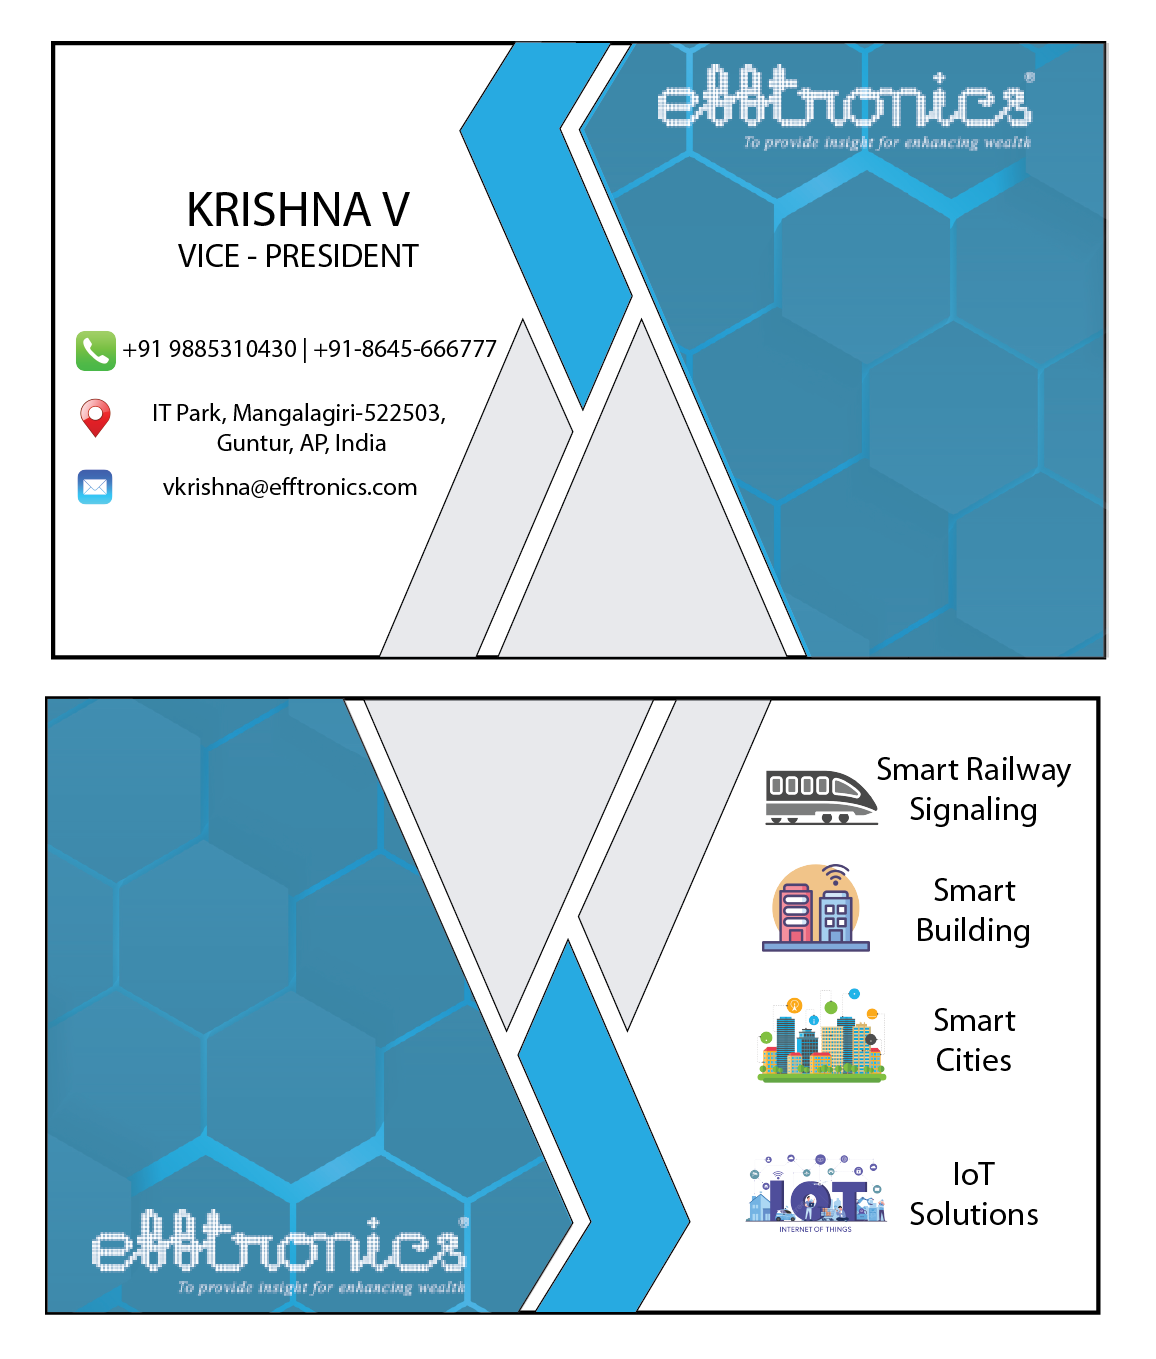 efftronics®
To provide insight for enhancing wealth
KRISHNA V
VICE - PRESIDENT
+91 9885310430 | +91-8645-666777
IT Park, Mangalagiri-522503,
Guntur, AP, India
vkrishna@efftronics.com
Smart Railway
Signaling
Smart
Building
Smart
Cities
IoT
Solutions
IoT
INTERNET OF THINGS
efftronics®
To provide insight for enhancing wealth